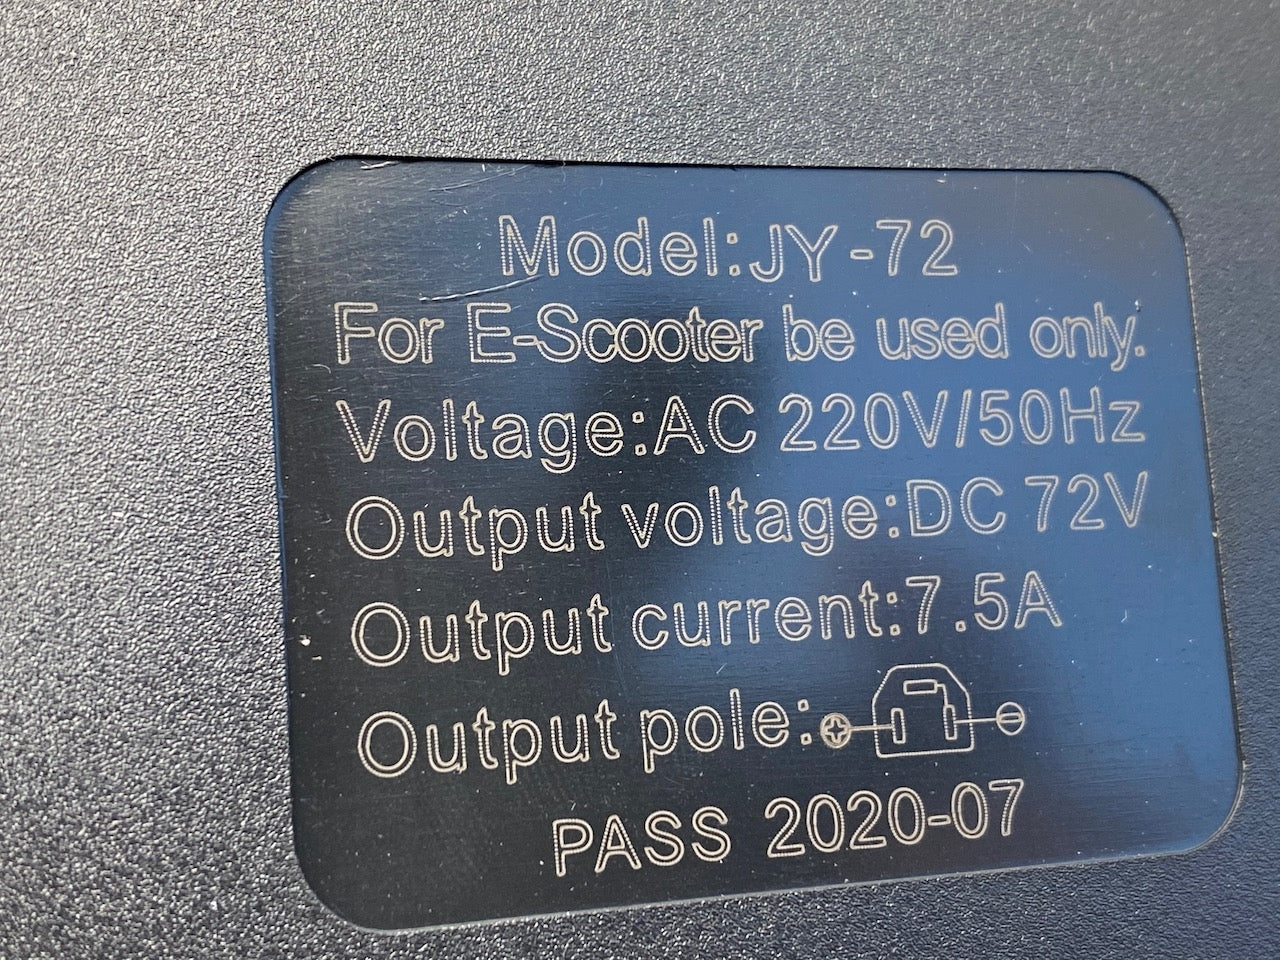 Model:JY-72
For E-Scooter be used only.
Voltage:AC 220V/50Hz
Output voltage:DC 72V
Output current:7.5A
Output pole:
PASS 2020-07